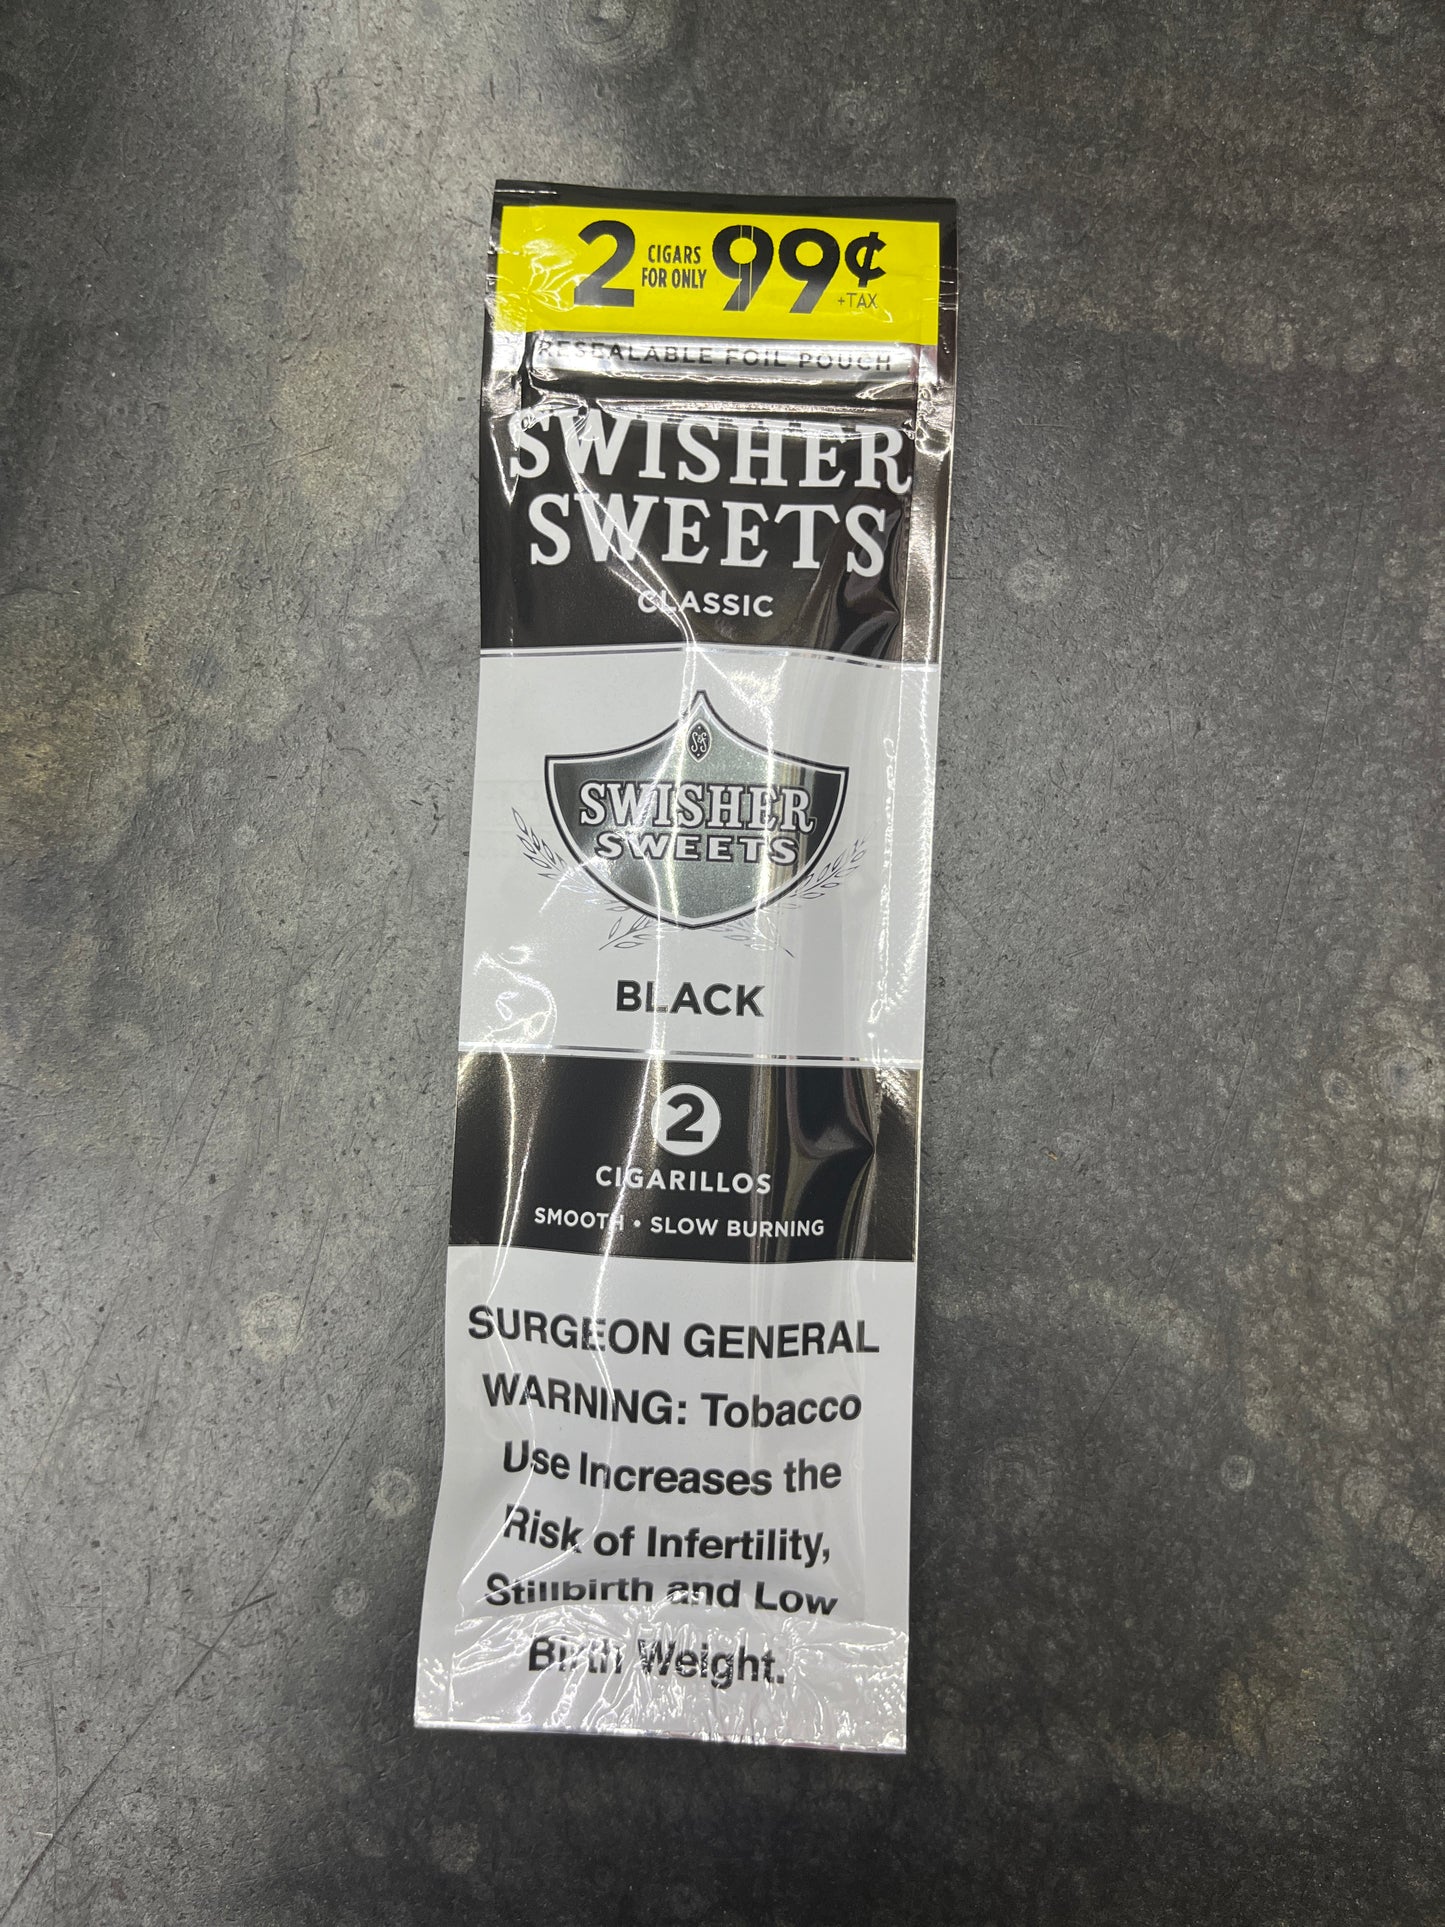 2 CIGARS FOR ONLY 99¢ +TAX
RESEALABLE FOIL POUCH
SWISHER
SWEETS
CLASSIC
S&S
SWISHER
SWEETS
BLACK
2
CIGARILLOS
SMOOTH • SLOW BURNING
SURGEON GENERAL
WARNING: Tobacco
Use Increases the
Risk of Infertility,
Stillbirth and Low
Birth Weight.